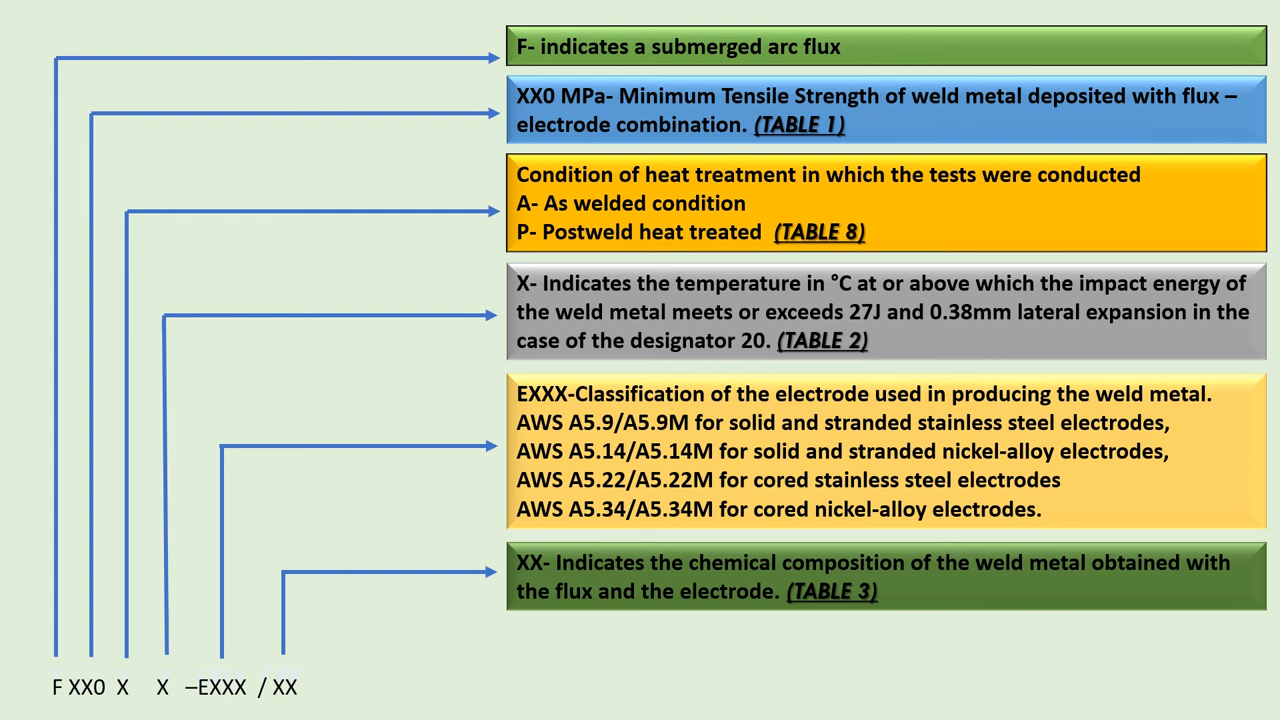 F- indicates a submerged arc flux
XX0 MPa- Minimum Tensile Strength of weld metal deposited with flux –
electrode combination. (TABLE 1)
Condition of heat treatment in which the tests were conducted
A- As welded condition
P- Postweld heat treated (TABLE 8)
X- Indicates the temperature in °C at or above which the impact energy of
the weld metal meets or exceeds 27J and 0.38mm lateral expansion in the
case of the designator 20. (TABLE 2)
EXXX-Classification of the electrode used in producing the weld metal.
AWS A5.9/A5.9M for solid and stranded stainless steel electrodes,
AWS A5.14/A5.14M for solid and stranded nickel-alloy electrodes,
AWS A5.22/A5.22M for cored stainless steel electrodes
AWS A5.34/A5.34M for cored nickel-alloy electrodes.
XX- Indicates the chemical composition of the weld metal obtained with
the flux and the electrode. (TABLE 3)
F XX0 X X –EXXX / XX